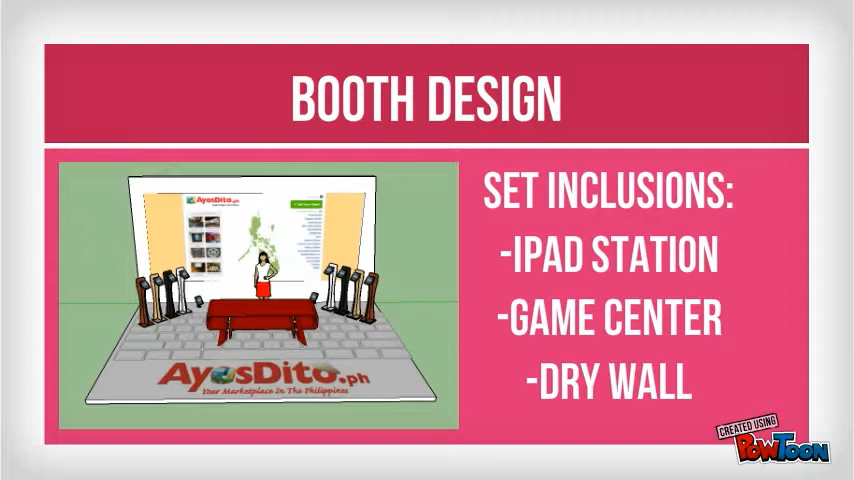 BOOTH DESIGN
SET INCLUSIONS:
-IPAD STATION
-GAME CENTER
-DRY WALL
AyosDito.ph
AyosDito.ph
Your Marketplace In The Philippines
CREATED USING
POWTOON